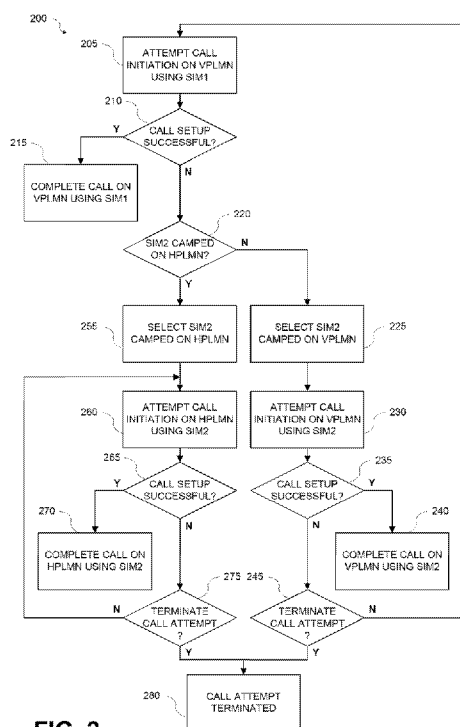 200
205
ATTEMPT CALL
INITIATION ON VPLMN
USING SIM1
210
CALL SETUP
SUCCESSFUL?
Y
N
215
COMPLETE CALL ON
VPLMN USING SIM1
220
SIM2 CAMPED
ON HPLMN?
N
Y
255
SELECT SIM2
CAMPED ON HPLMN
SELECT SIM2
CAMPED ON VPLMN
225
260
ATTEMPT CALL
INITIATION ON HPLMN
USING SIM2
ATTEMPT CALL
INITIATION ON VPLMN
USING SIM2
230
265
CALL SETUP
SUCCESSFUL?
Y
N
235
CALL SETUP
SUCCESSFUL?
Y
N
270
COMPLETE CALL ON
HPLMN USING SIM2
240
COMPLETE CALL ON
VPLMN USING SIM2
275
TERMINATE
CALL ATTEMPT
?
N
Y
245
TERMINATE
CALL ATTEMPT
?
N
Y
280
CALL ATTEMPT
TERMINATED